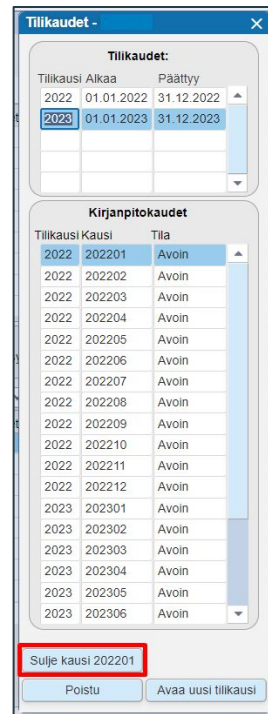 Tilikaudet -
Tilikaudet:
Tilikausi Alkaa Päättyy
2022 01.01.2022 31.12.2022
2023 01.01.2023 31.12.2023
Kirjanpitokaudet
Tilikausi Kausi Tila
2022 202201 Avoin
2022 202202 Avoin
2022 202203 Avoin
2022 202204 Avoin
2022 202205 Avoin
2022 202206 Avoin
2022 202207 Avoin
2022 202208 Avoin
2022 202209 Avoin
2022 202210 Avoin
2022 202211 Avoin
2022 202212 Avoin
2023 202301 Avoin
2023 202302 Avoin
2023 202303 Avoin
2023 202304 Avoin
2023 202305 Avoin
2023 202306 Avoin
Sulje kausi 202201
Poistu Avaa uusi tilikausi